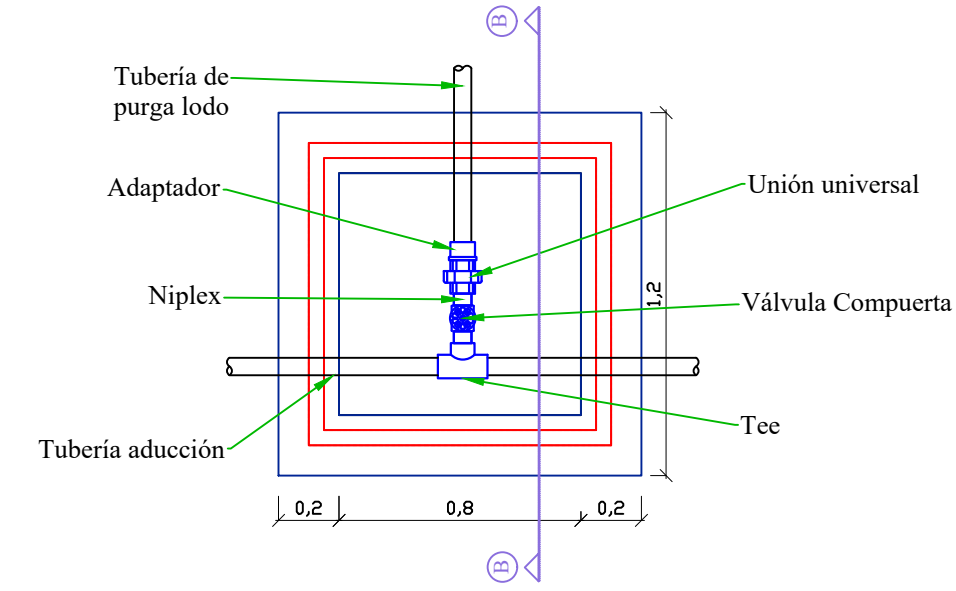 B
Tubería de
purga lodo
Adaptador
Unión universal
Niplex
1,2
Válvula Compuerta
Tee
Tubería aducción
0,2
0,8
0,2
B